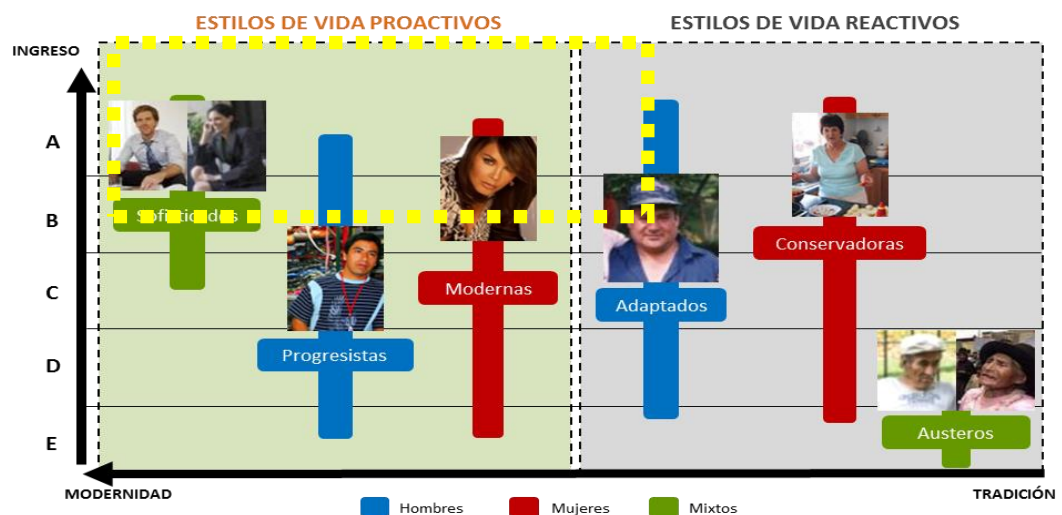 ESTILOS DE VIDA PROACTIVOS
ESTILOS DE VIDA REACTIVOS
INGRESO
A
B
C
D
E
Sofisticados
Progresistas
Modernas
Adaptados
Conservadoras
Austeros
MODERNIDAD
TRADICIÓN
Hombres
Mujeres
Mixtos